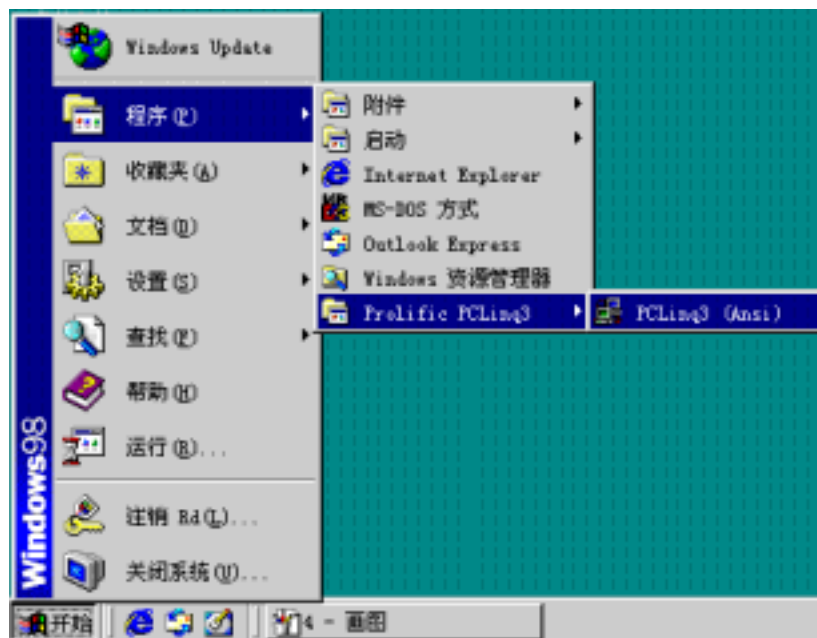 Windows Update
程序(P)
收藏夹(A)
文档(D)
设置(S)
查找(F)
帮助(H)
运行(R)...
注销 Rd(L)...
关闭系统(U)...
Windows98
附件
启动
Internet Explorer
MS-DOS 方式
Outlook Express
Windows 资源管理器
Prolific PCLinq3
PCLinq3 (Ansi)
开始
4 - 画图